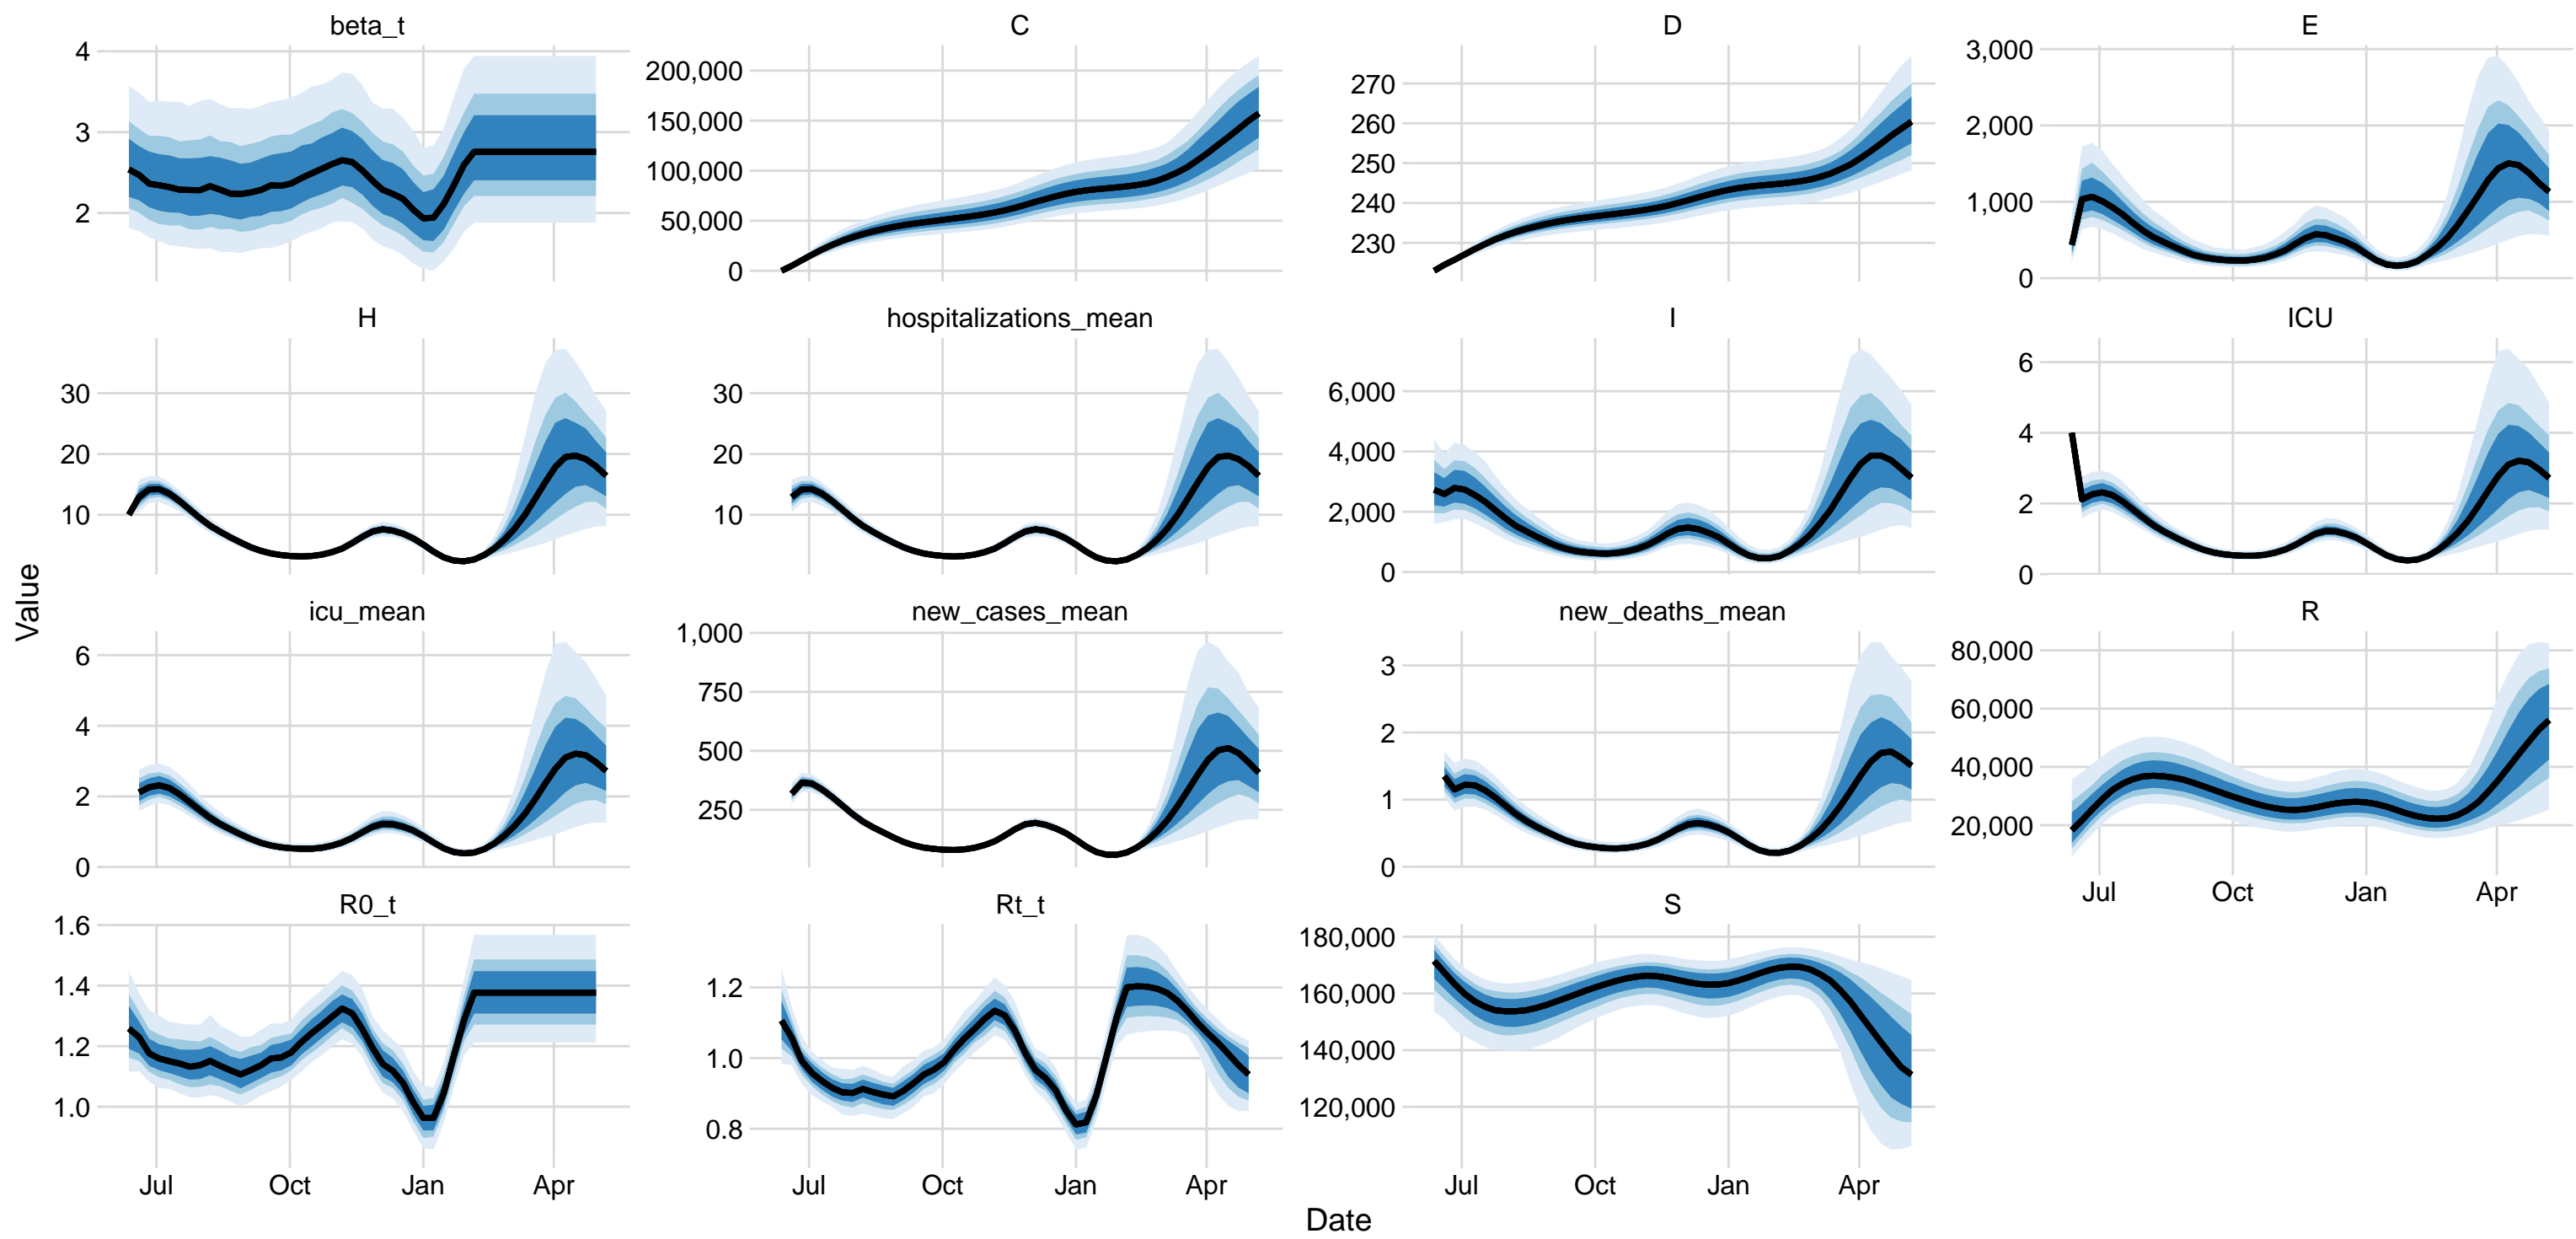 beta_t
C
D
E
4
3
2
200,000
150,000
100,000
50,000
0
270
260
250
240
230
3,000
2,000
1,000
0
H
hospitalizations_mean
I
ICU
30
20
10
30
20
10
6,000
4,000
2,000
0
6
4
2
0
Value
icu_mean
new_cases_mean
new_deaths_mean
R
6
4
2
0
1,000
750
500
250
3
2
1
0
80,000
60,000
40,000
20,000
Jul Oct Jan Apr
R0_t
Rt_t
S
1.6
1.4
1.2
1.0
1.2
1.0
0.8
180,000
160,000
140,000
120,000
Jul Oct Jan Apr
Jul Oct Jan Apr
Jul Oct Jan Apr
Date